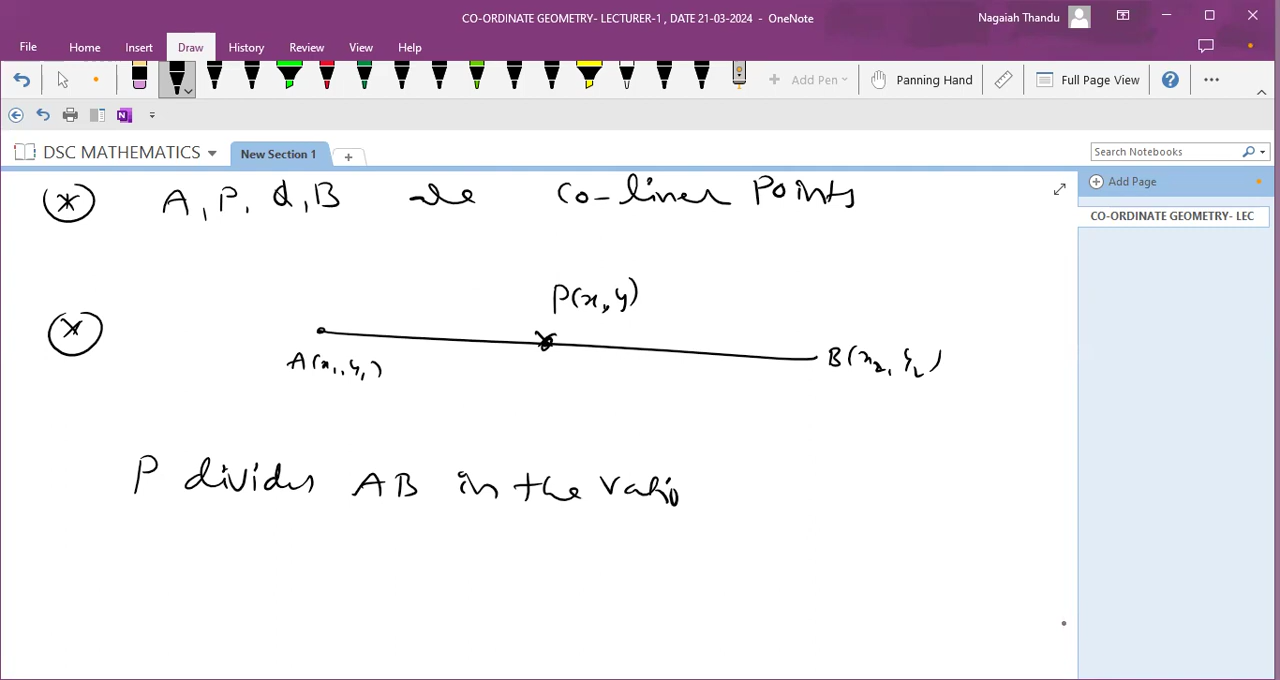 CO-ORDINATE GEOMETRY- LECTURER-1 , DATE 21-03-2024 - OneNote
Nagaiah Thandu
File Home Insert Draw History Review View Help
Add Pen Panning Hand Full Page View
DSC MATHEMATICS New Section 1 + Search Notebooks
Add Page
CO-ORDINATE GEOMETRY- LEC
A, P, Q, B are Co-liner Points
P(x, y)
A(x₁, y₁) B(x₂, y₂)
P divides AB in the ratio